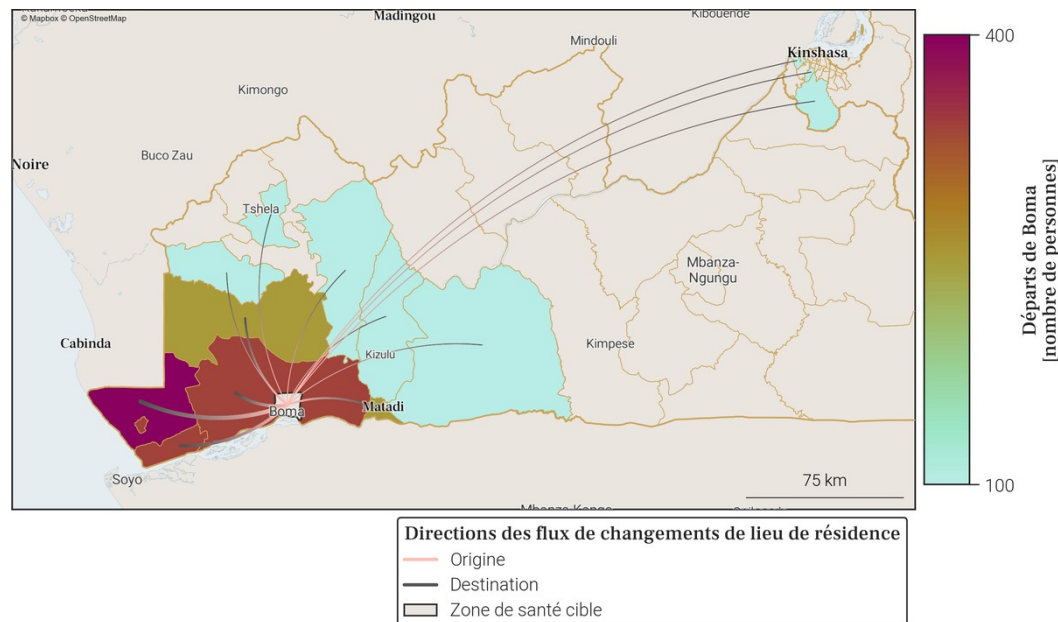 © Mapbox © OpenStreetMap
Madingou
Kibouende
Mindouli
Kinshasa
Kimongo
Buco Zau
Noire
Tshela
Mbanza-
Ngungu
Cabinda
Kizulu
Kimpese
Boma
Matadi
Soyo
75 km
400
Départs de Boma
[nombre de personnes]
100
Directions des flux de changements de lieu de résidence
Origine
Destination
Zone de santé cible